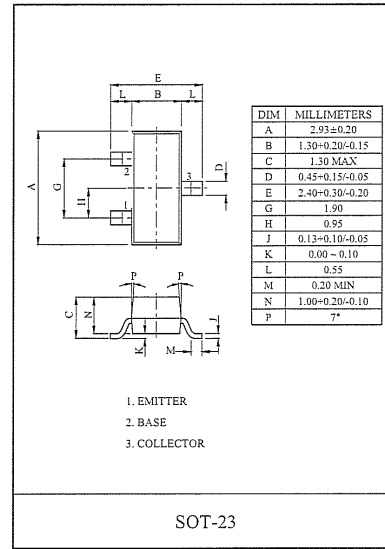 E
L B L
A
G
H
2
1
3
D
DIM MILLIMETERS
A 2.93±0.20
B 1.30+0.20/-0.15
C 1.30 MAX
D 0.45+0.15/-0.05
E 2.40+0.30/-0.20
G 1.90
H 0.95
J 0.13+0.10/-0.05
K 0.00 ~ 0.10
L 0.55
M 0.20 MIN
N 1.00+0.20/-0.10
P 7°
P P
C
N
K
M
J
1. EMITTER
2. BASE
3. COLLECTOR
SOT-23